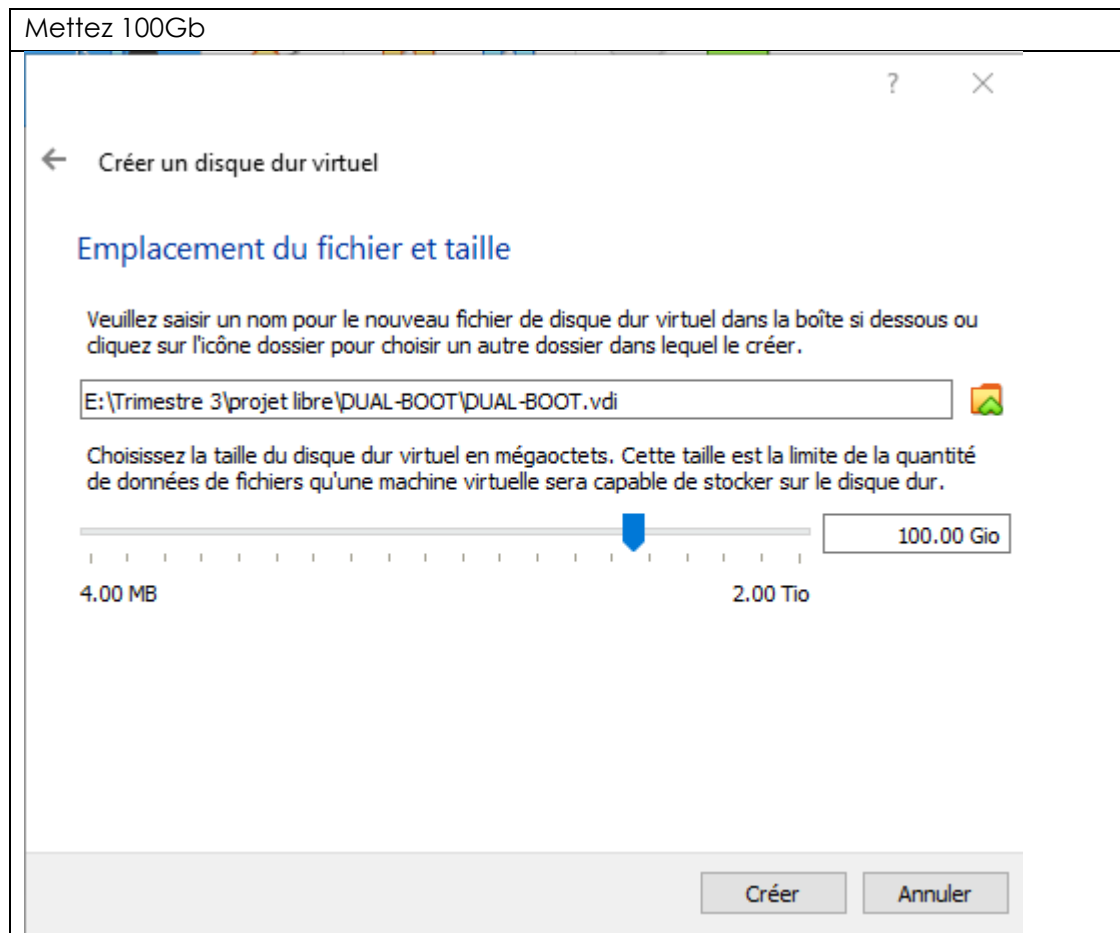 Mettez 100Gb
?
Créer un disque dur virtuel
Emplacement du fichier et taille
Veuillez saisir un nom pour le nouveau fichier de disque dur virtuel dans la boîte si dessous ou
cliquez sur l'icône dossier pour choisir un autre dossier dans lequel le créer.
E:\Trimestre 3\projet libre\DUAL-BOOT\DUAL-BOOT.vdi
Choisissez la taille du disque dur virtuel en mégaoctets. Cette taille est la limite de la quantité
de données de fichiers qu'une machine virtuelle sera capable de stocker sur le disque dur.
100.00 Gio
4.00 MB 2.00 Tio
Créer Annuler